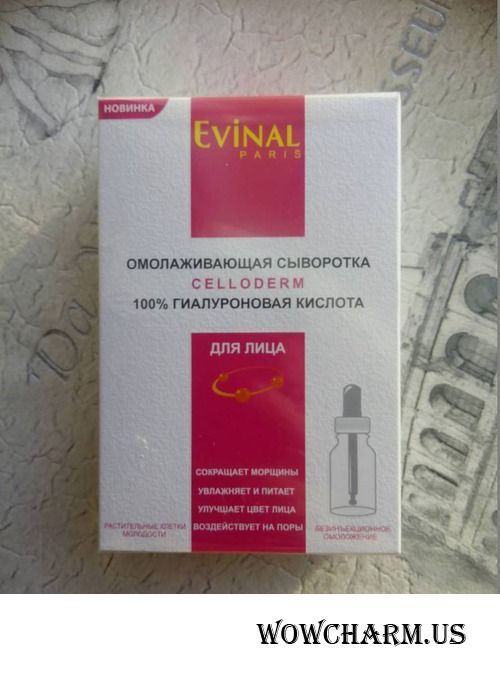 НОВИНКА
EVINAL
PARIS
ОМОЛАЖИВАЮЩАЯ СЫВОРОТКА
CELLODERM
100% ГИАЛУРОНОВАЯ КИСЛОТА
ДЛЯ ЛИЦА
СОКРАЩАЕТ МОРЩИНЫ
УВЛАЖНЯЕТ И ПИТАЕТ
УЛУЧШАЕТ ЦВЕТ ЛИЦА
ВОЗДЕЙСТВУЕТ НА ПОРЫ
РАСТИТЕЛЬНЫЕ КЛЕТКИ
МОЛОДОСТИ
БЕЗИНЪЕКЦИОННОЕ
ОМОЛОЖЕНИЕ
WOWCHARM.US